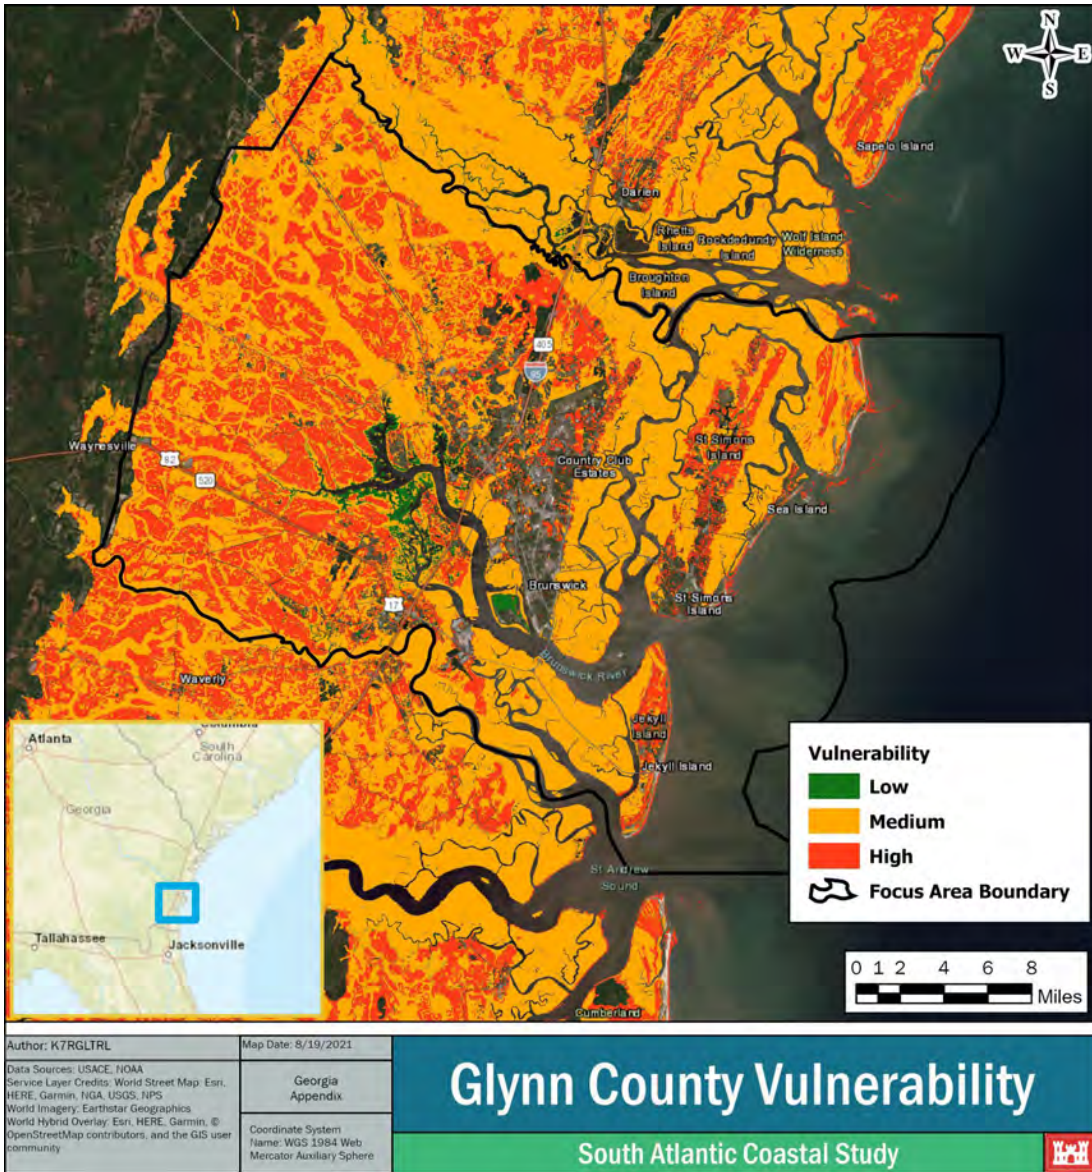 N
W E
S
Sapelo Island
Darien
Rhetts
Island
Rockdedundy
Island
Wolf Island
Wilderness
Broughton
Island
405
95
Waynesville
82
520
Country Club
Estates
St Simons
Island
Sea Island
Brunswick
St Simons
Island
17
Brunswick River
Waverly
Jekyll
Island
Jekyll Island
St Andrew
Sound
Cumberland
Columbia
Atlanta
South
Carolina
Georgia
Tallahassee
Jacksonville
Vulnerability
Low
Medium
High
Focus Area Boundary
0 1 2 4 6 8
Miles
Author: K7RGLTRL
Map Date: 8/19/2021
Data Sources: USACE, NOAA
Service Layer Credits: World Street Map: Esri,
HERE, Garmin, NGA, USGS, NPS
World Imagery: Earthstar Geographics
World Hybrid Overlay: Esri, HERE, Garmin, ©
OpenStreetMap contributors, and the GIS user
community
Georgia
Appendix
Coordinate System
Name: WGS 1984 Web
Mercator Auxiliary Sphere
Glynn County Vulnerability
South Atlantic Coastal Study